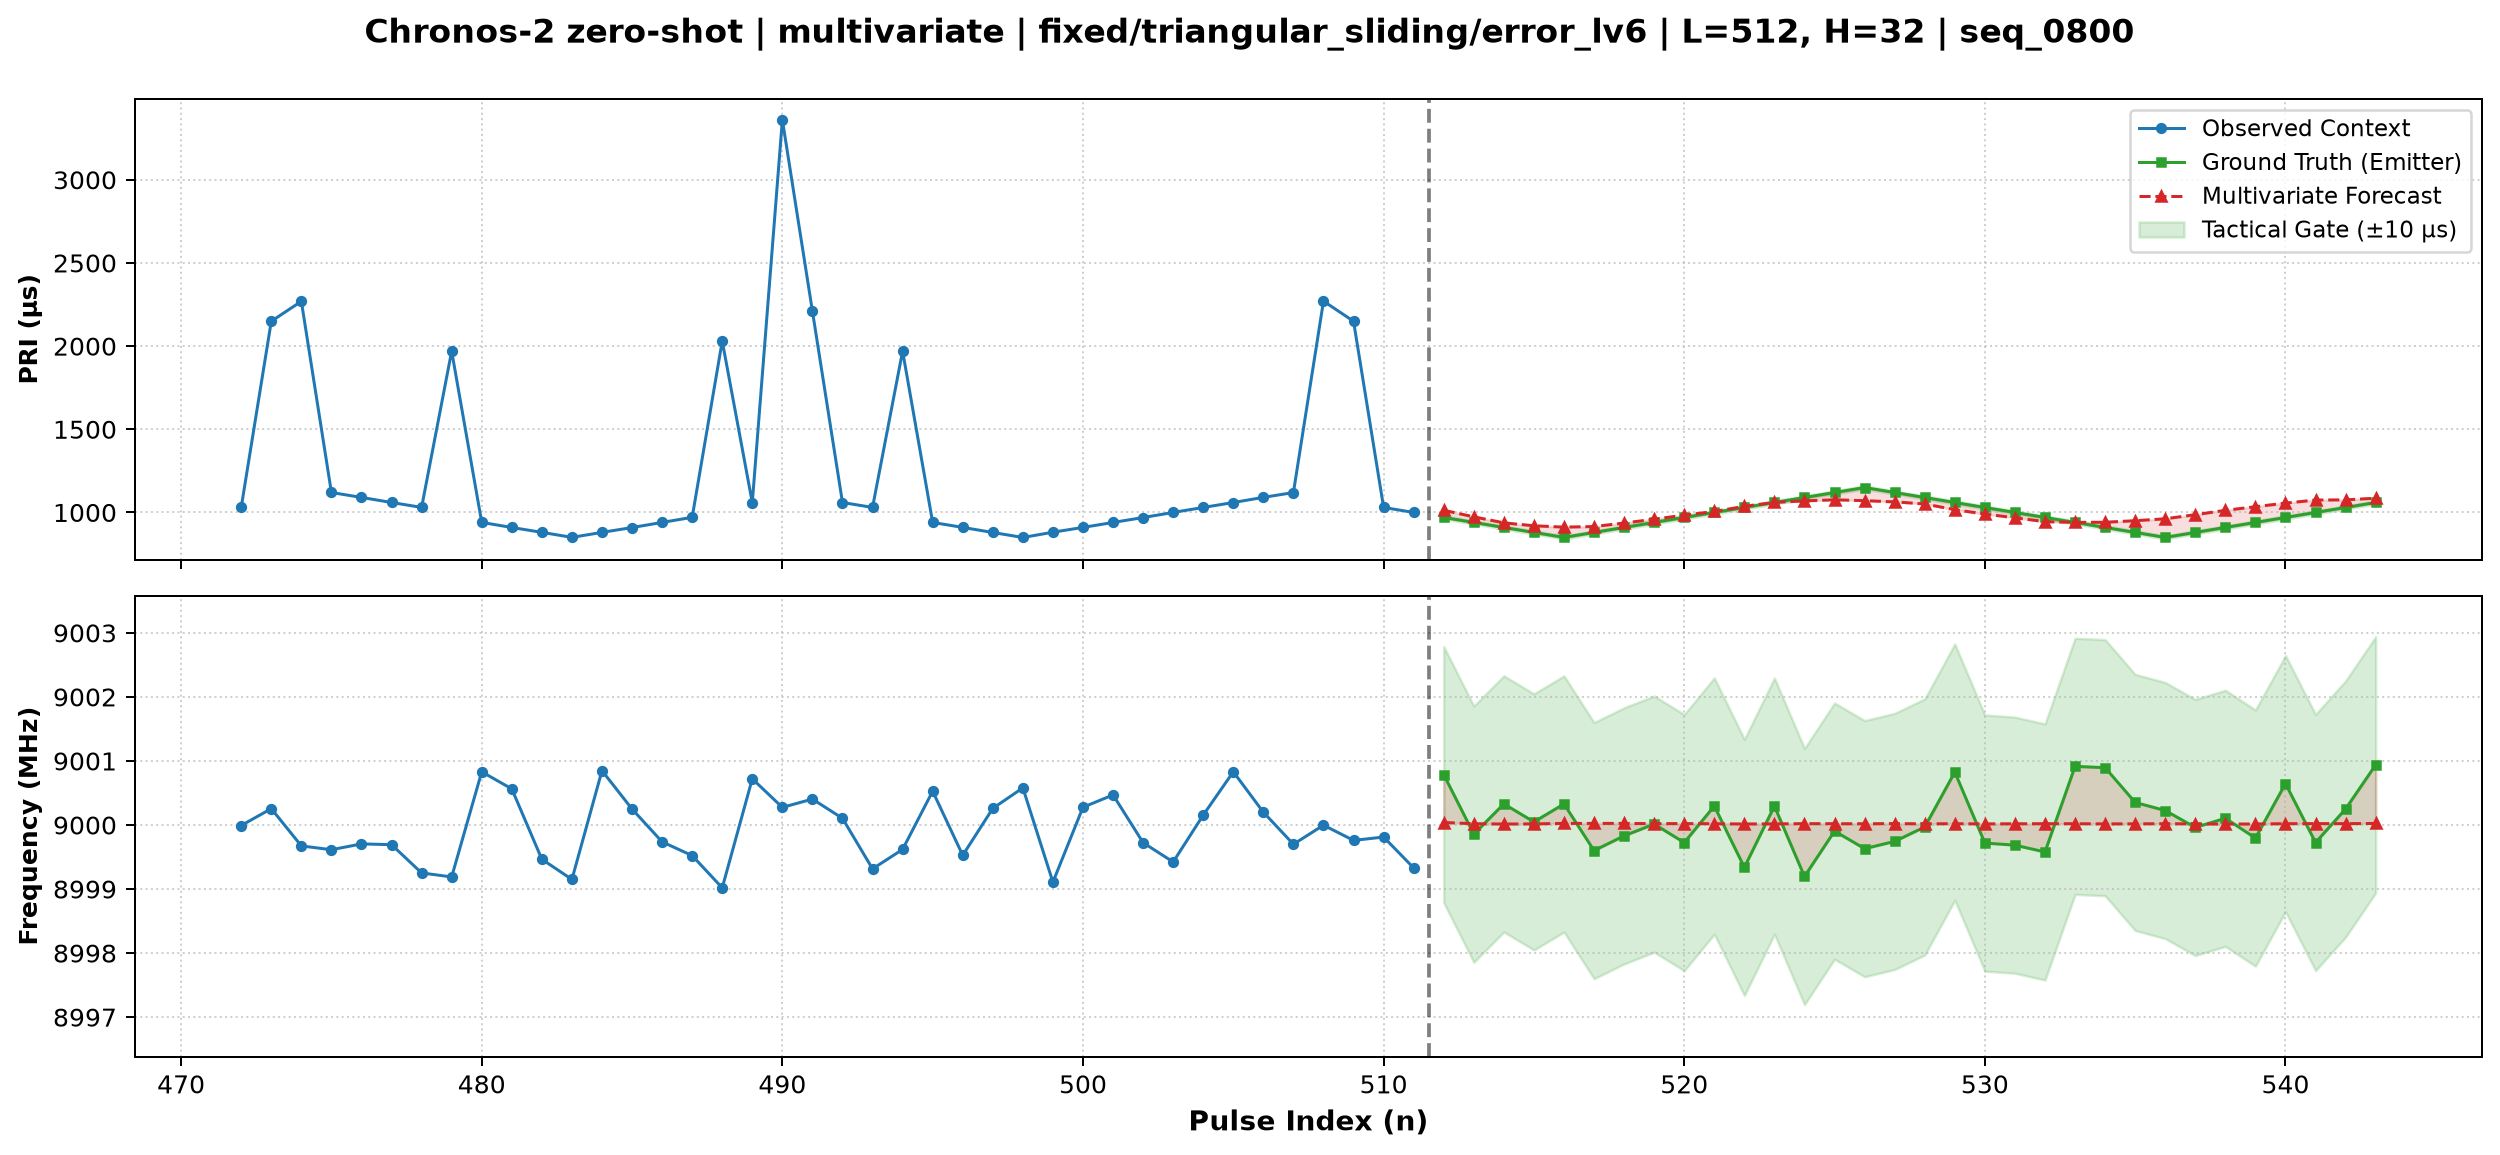 Chronos-2 zero-shot | multivariate | fixed/triangular_sliding/error_lv6 | L=512, H=32 | seq_0800
PRI (µs)
3000
2500
2000
1500
1000
Observed Context
Ground Truth (Emitter)
Multivariate Forecast
Tactical Gate (±10 µs)
Frequency (MHz)
9003
9002
9001
9000
8999
8998
8997
470 480 490 500 510 520 530 540
Pulse Index (n)